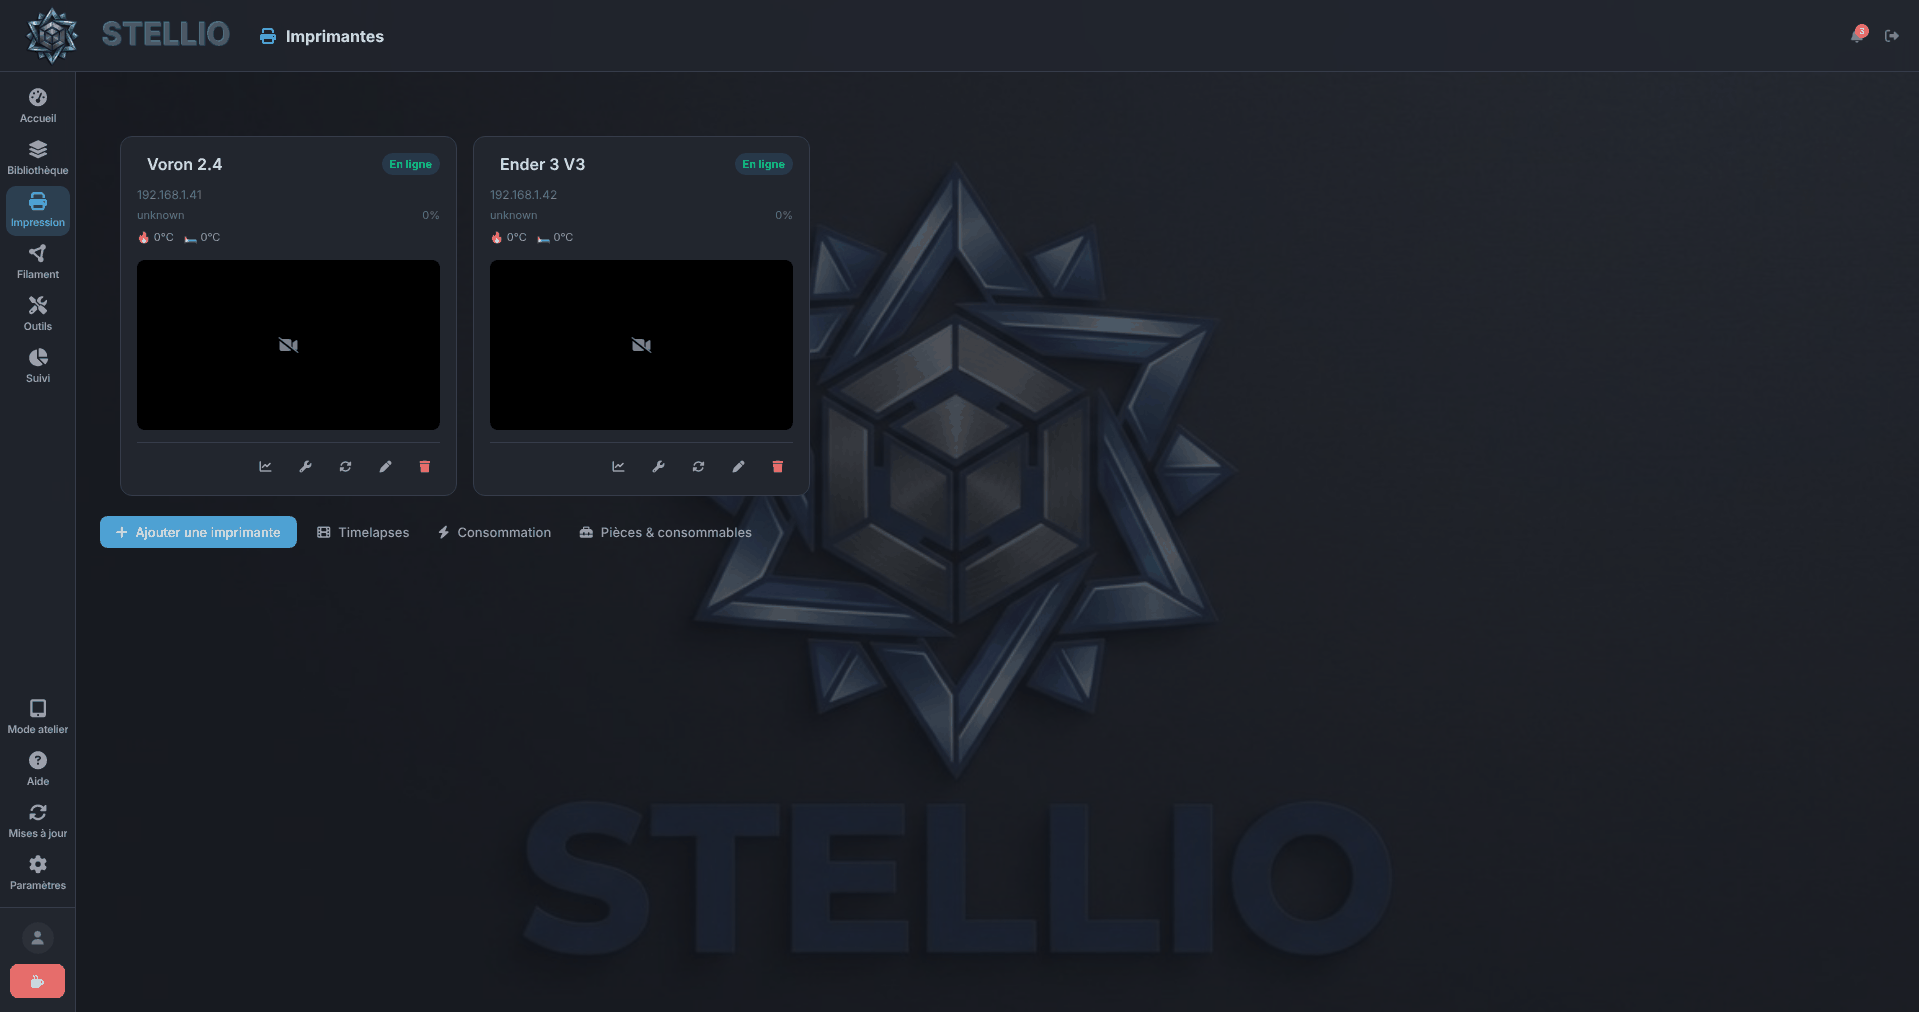 STELLIO
Imprimantes
3
Accueil
Bibliothèque
Impression
Filament
Outils
Suivi
Mode atelier
Aide
Mises à jour
Paramètres
Voron 2.4
En ligne
192.168.1.41
unknown
0%
0°C
0°C
Ender 3 V3
En ligne
192.168.1.42
unknown
0%
0°C
0°C
Ajouter une imprimante
Timelapses
Consommation
Pièces & consommables
STELLIO